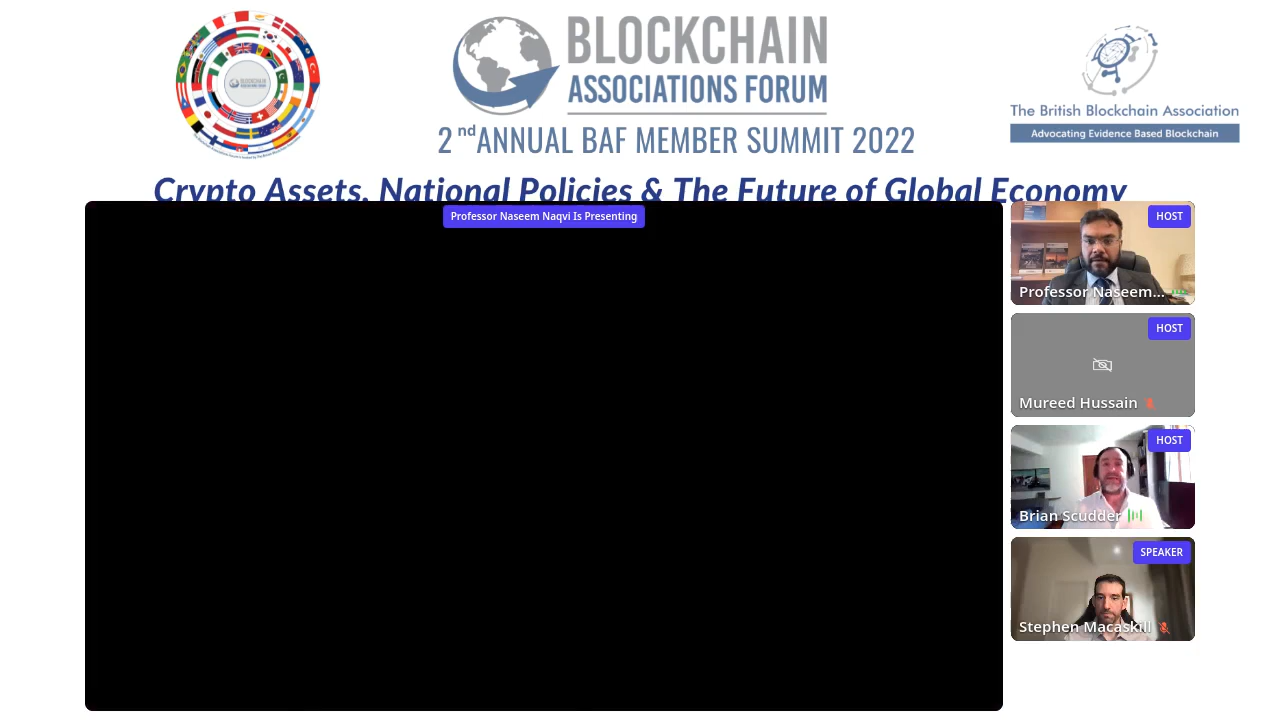 BLOCKCHAIN
ASSOCIATIONS FORUM
2nd ANNUAL BAF MEMBER SUMMIT 2022
The British Blockchain Association
Advocating Evidence Based Blockchain
Crypto Assets, National Policies & The Future of Global Economy
Professor Naseem Naqvi Is Presenting
HOST
Professor Naseem...
HOST
Mureed Hussain
HOST
Brian Scudder
SPEAKER
Stephen Macaskill